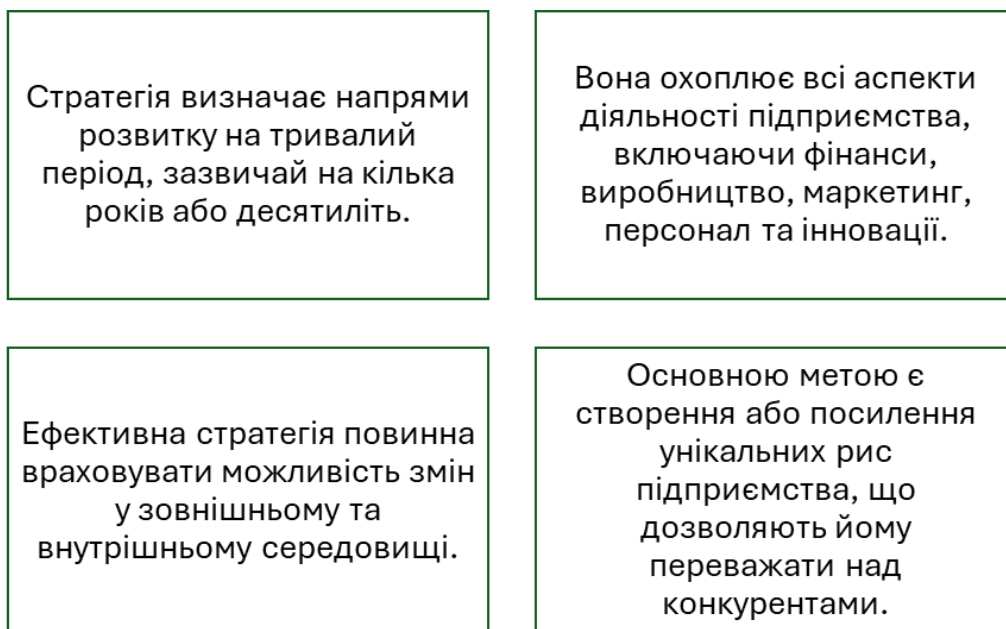 Стратегія визначає напрями
розвитку на тривалий
період, зазвичай на кілька
років або десятиліть.
Вона охоплює всі аспекти
діяльності підприємства,
включаючи фінанси,
виробництво, маркетинг,
персонал та інновації.
Ефективна стратегія повинна
враховувати можливість змін
у зовнішньому та
внутрішньому середовищі.
Основною метою є
створення або посилення
унікальних рис
підприємства, що
дозволяють йому
переважати над
конкурентами.